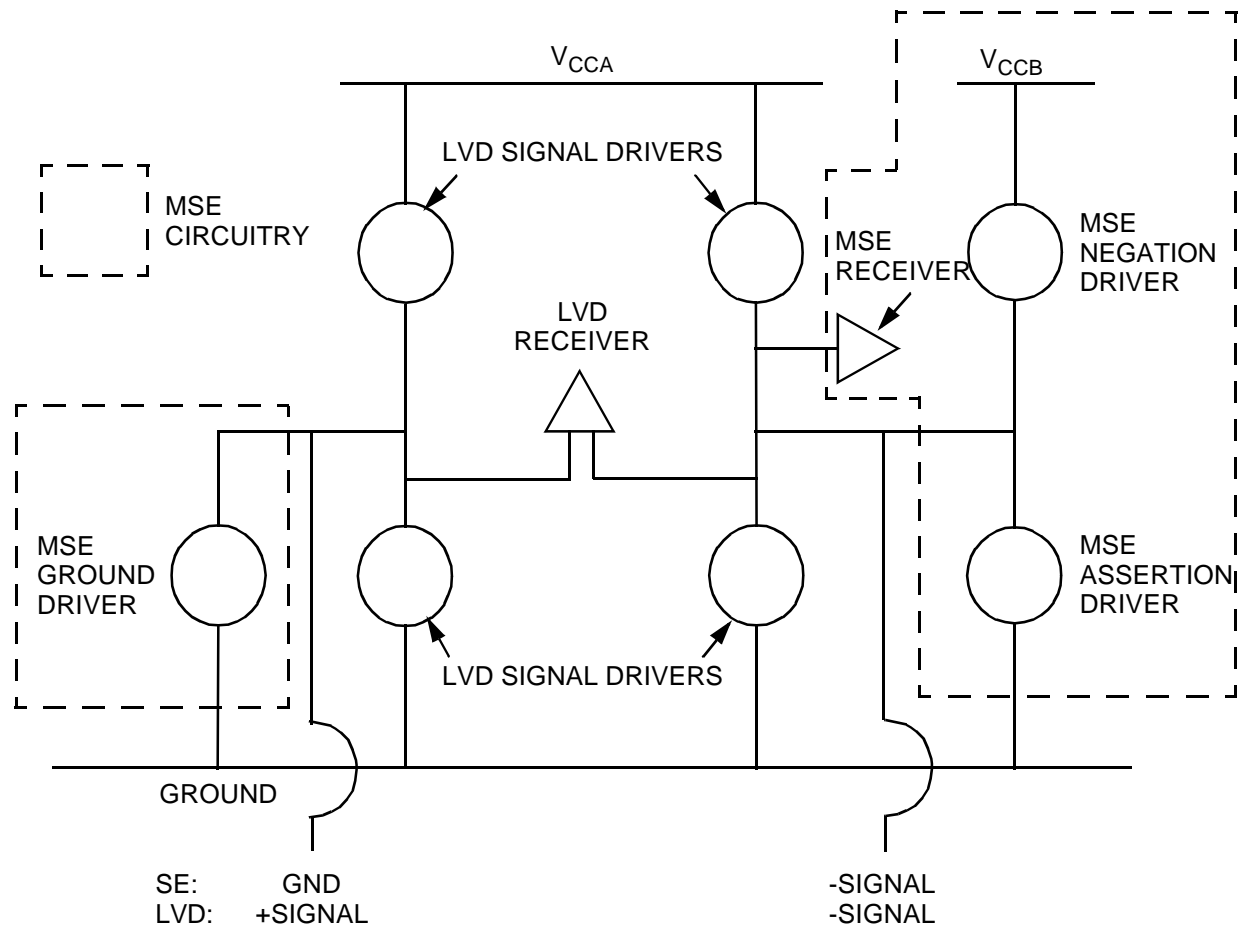 VCCA
VCCB
LVD SIGNAL DRIVERS
MSE
CIRCUITRY
MSE
RECEIVER
MSE
NEGATION
DRIVER
LVD
RECEIVER
MSE
GROUND
DRIVER
MSE
ASSERTION
DRIVER
LVD SIGNAL DRIVERS
GROUND
SE: GND -SIGNAL
LVD: +SIGNAL -SIGNAL